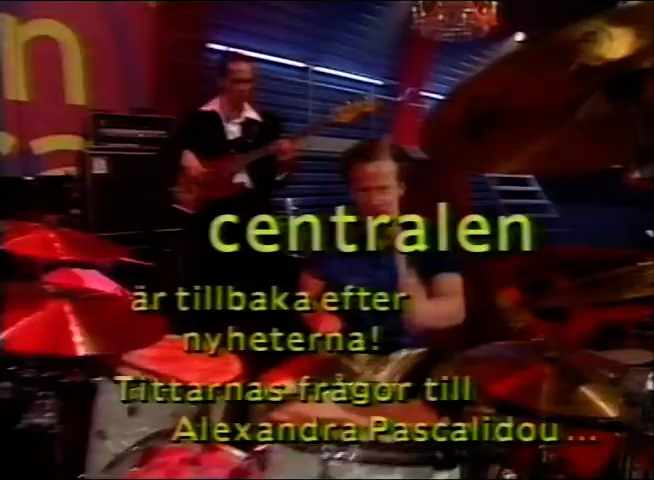 centralen
är tillbaka efter
nyheterna!
Tittarnas frågor till
Alexandra Pascalidou ...